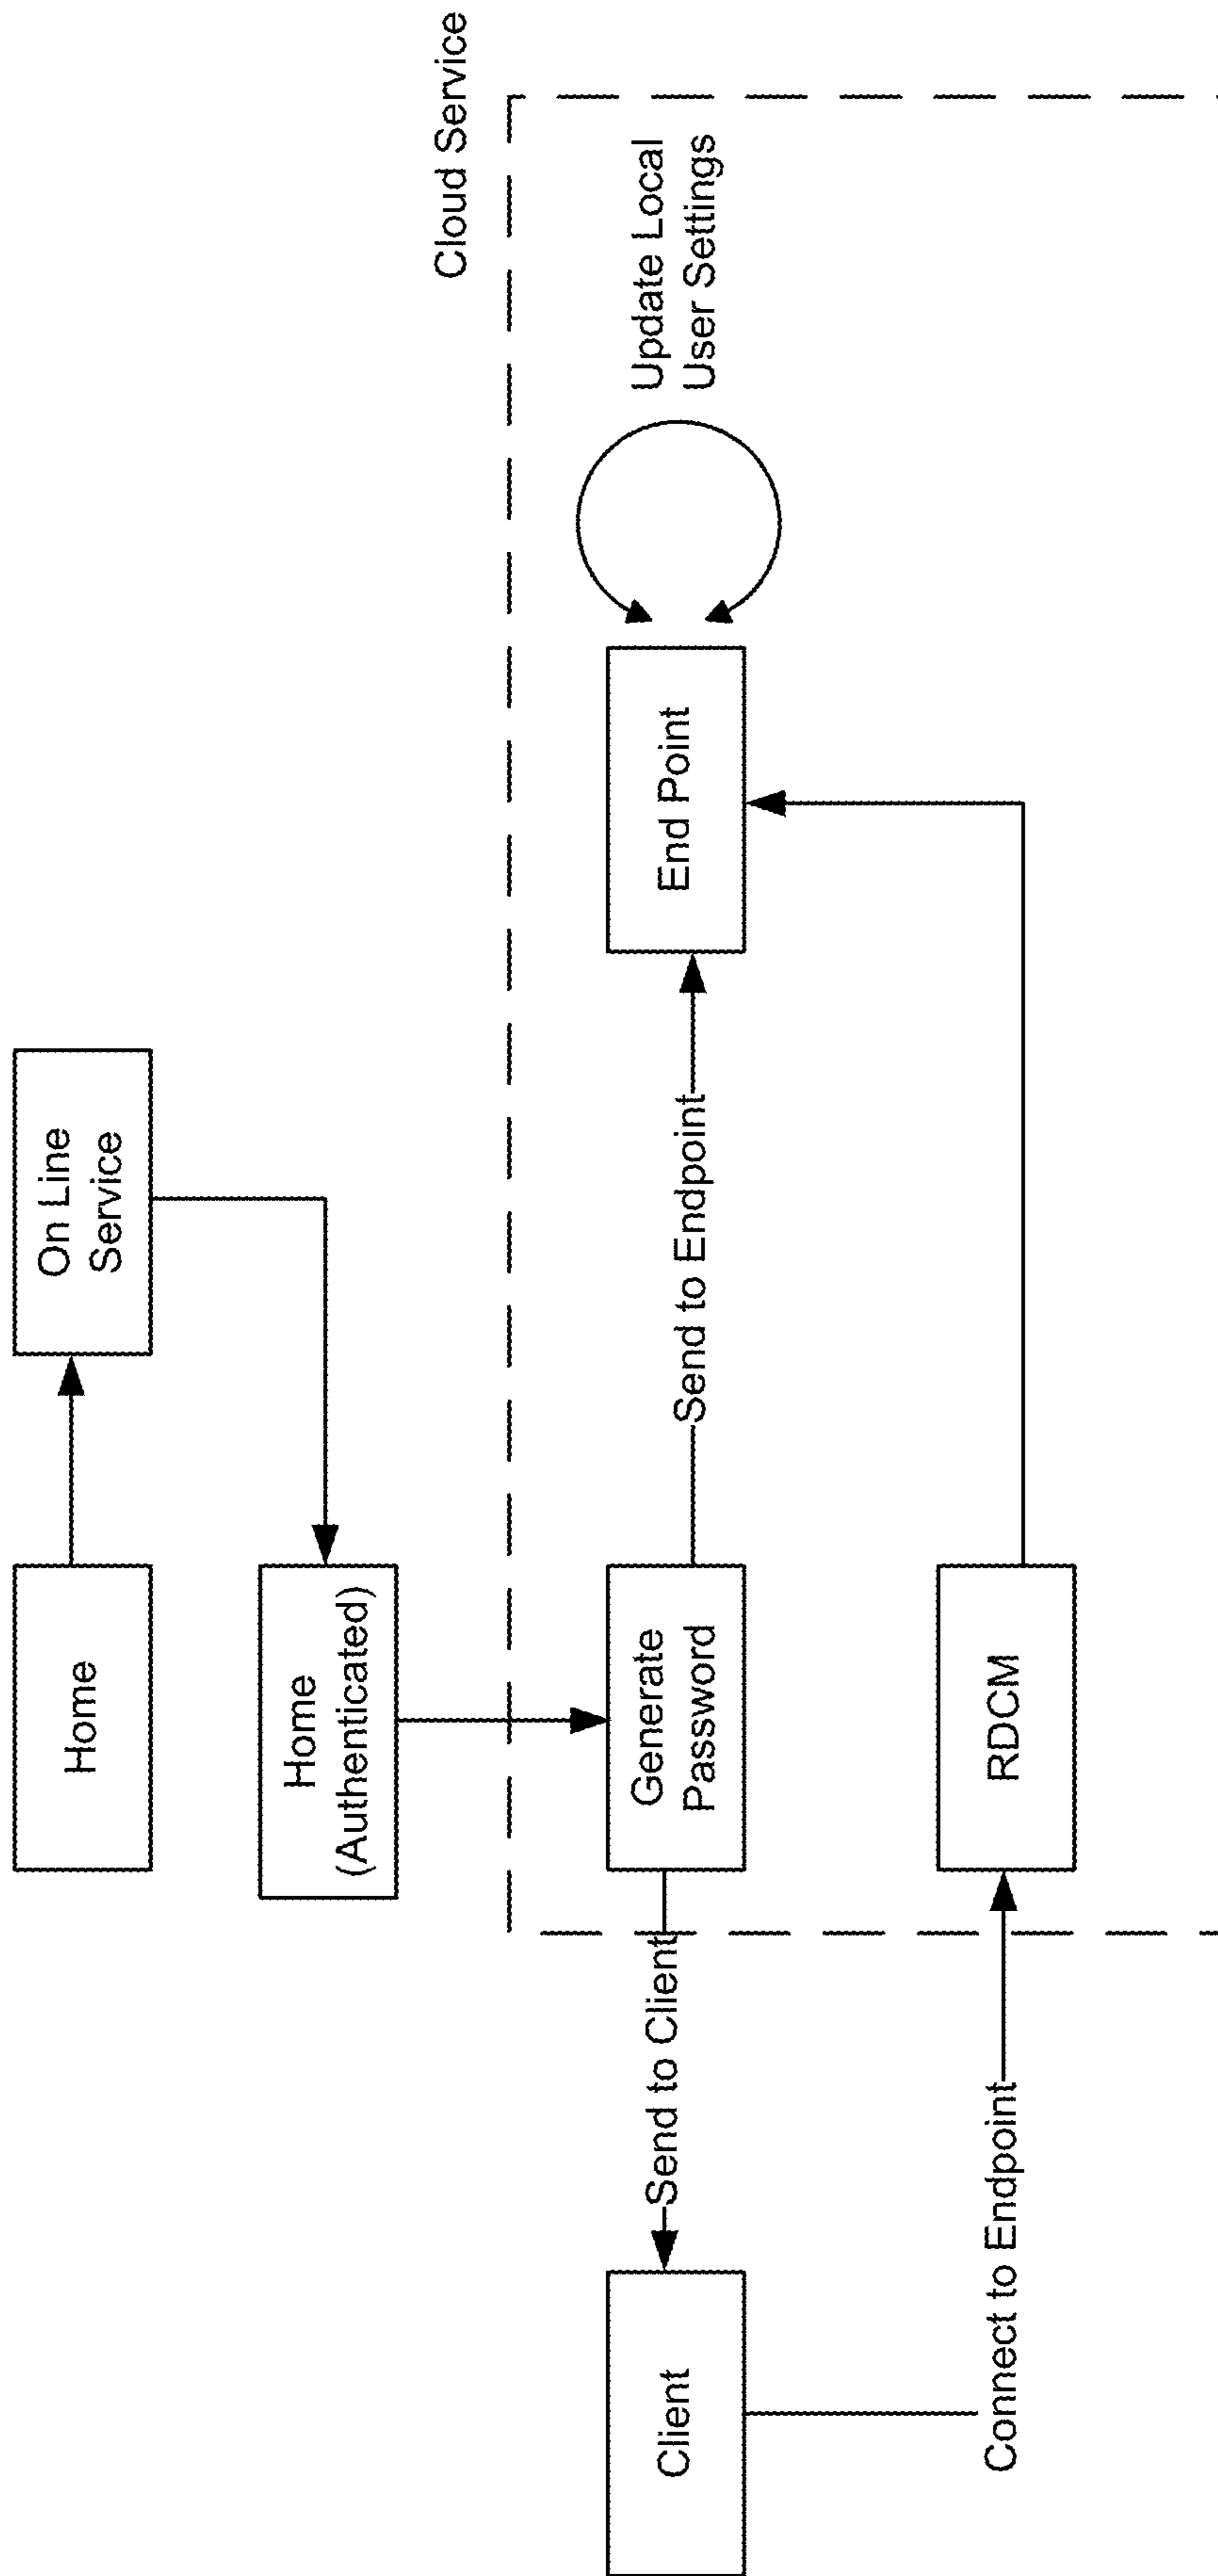 Home
On Line
Service
Home
(Authenticated)
Cloud Service
Client
Send to Client
Generate
Password
Send to Endpoint
End Point
Update Local
User Settings
Connect to Endpoint
RDCM